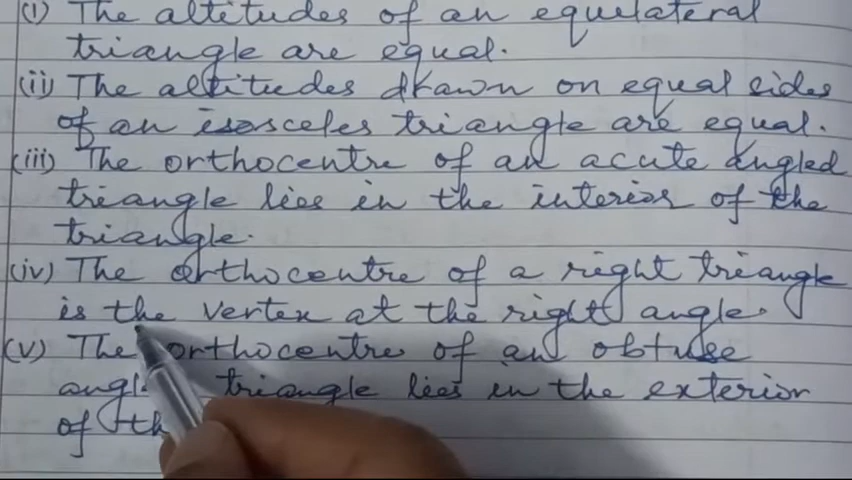 (i) The altitudes of an equilateral
triangle are equal.
(ii) The altitudes drawn on equal sides
of an isosceles triangle are equal.
(iii) The orthocentre of an acute angled
triangle lies in the interior of the
triangle.
(iv) The orthocentre of a right triangle
is the vertex at the right angle.
(v) The orthocentre of an obtuse
triangle lies in the exterior
of